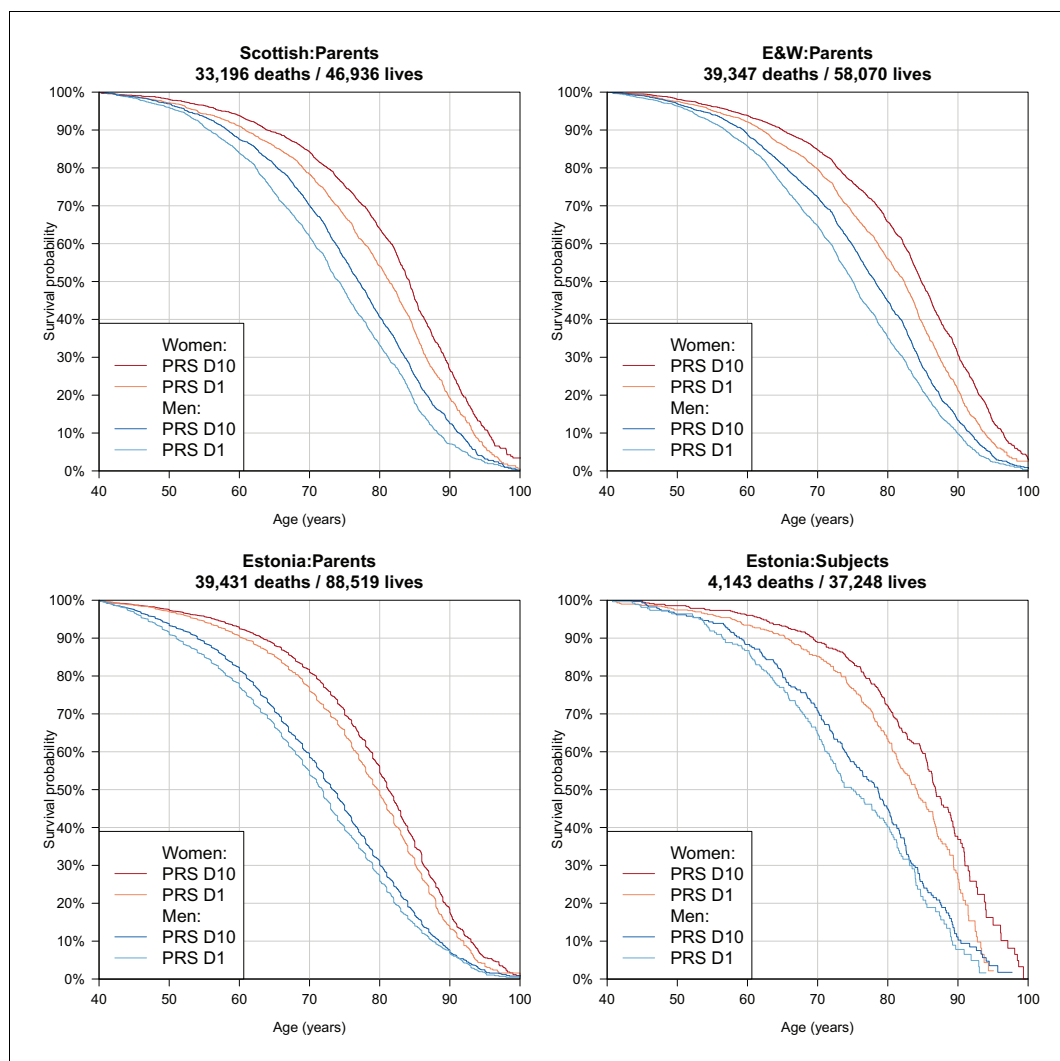 Scottish:Parents
33,196 deaths / 46,936 lives
100%
90%
80%
70%
60%
50%
40%
30%
20%
10%
0%
Survival probability
Women:
PRS D10
PRS D1
Men:
PRS D10
PRS D1
40 50 60 70 80 90 100
Age (years)
E&W:Parents
39,347 deaths / 58,070 lives
100%
90%
80%
70%
60%
50%
40%
30%
20%
10%
0%
Survival probability
Women:
PRS D10
PRS D1
Men:
PRS D10
PRS D1
40 50 60 70 80 90 100
Age (years)
Estonia:Parents
39,431 deaths / 88,519 lives
100%
90%
80%
70%
60%
50%
40%
30%
20%
10%
0%
Survival probability
Women:
PRS D10
PRS D1
Men:
PRS D10
PRS D1
40 50 60 70 80 90 100
Age (years)
Estonia:Subjects
4,143 deaths / 37,248 lives
100%
90%
80%
70%
60%
50%
40%
30%
20%
10%
0%
Survival probability
Women:
PRS D10
PRS D1
Men:
PRS D10
PRS D1
40 50 60 70 80 90 100
Age (years)